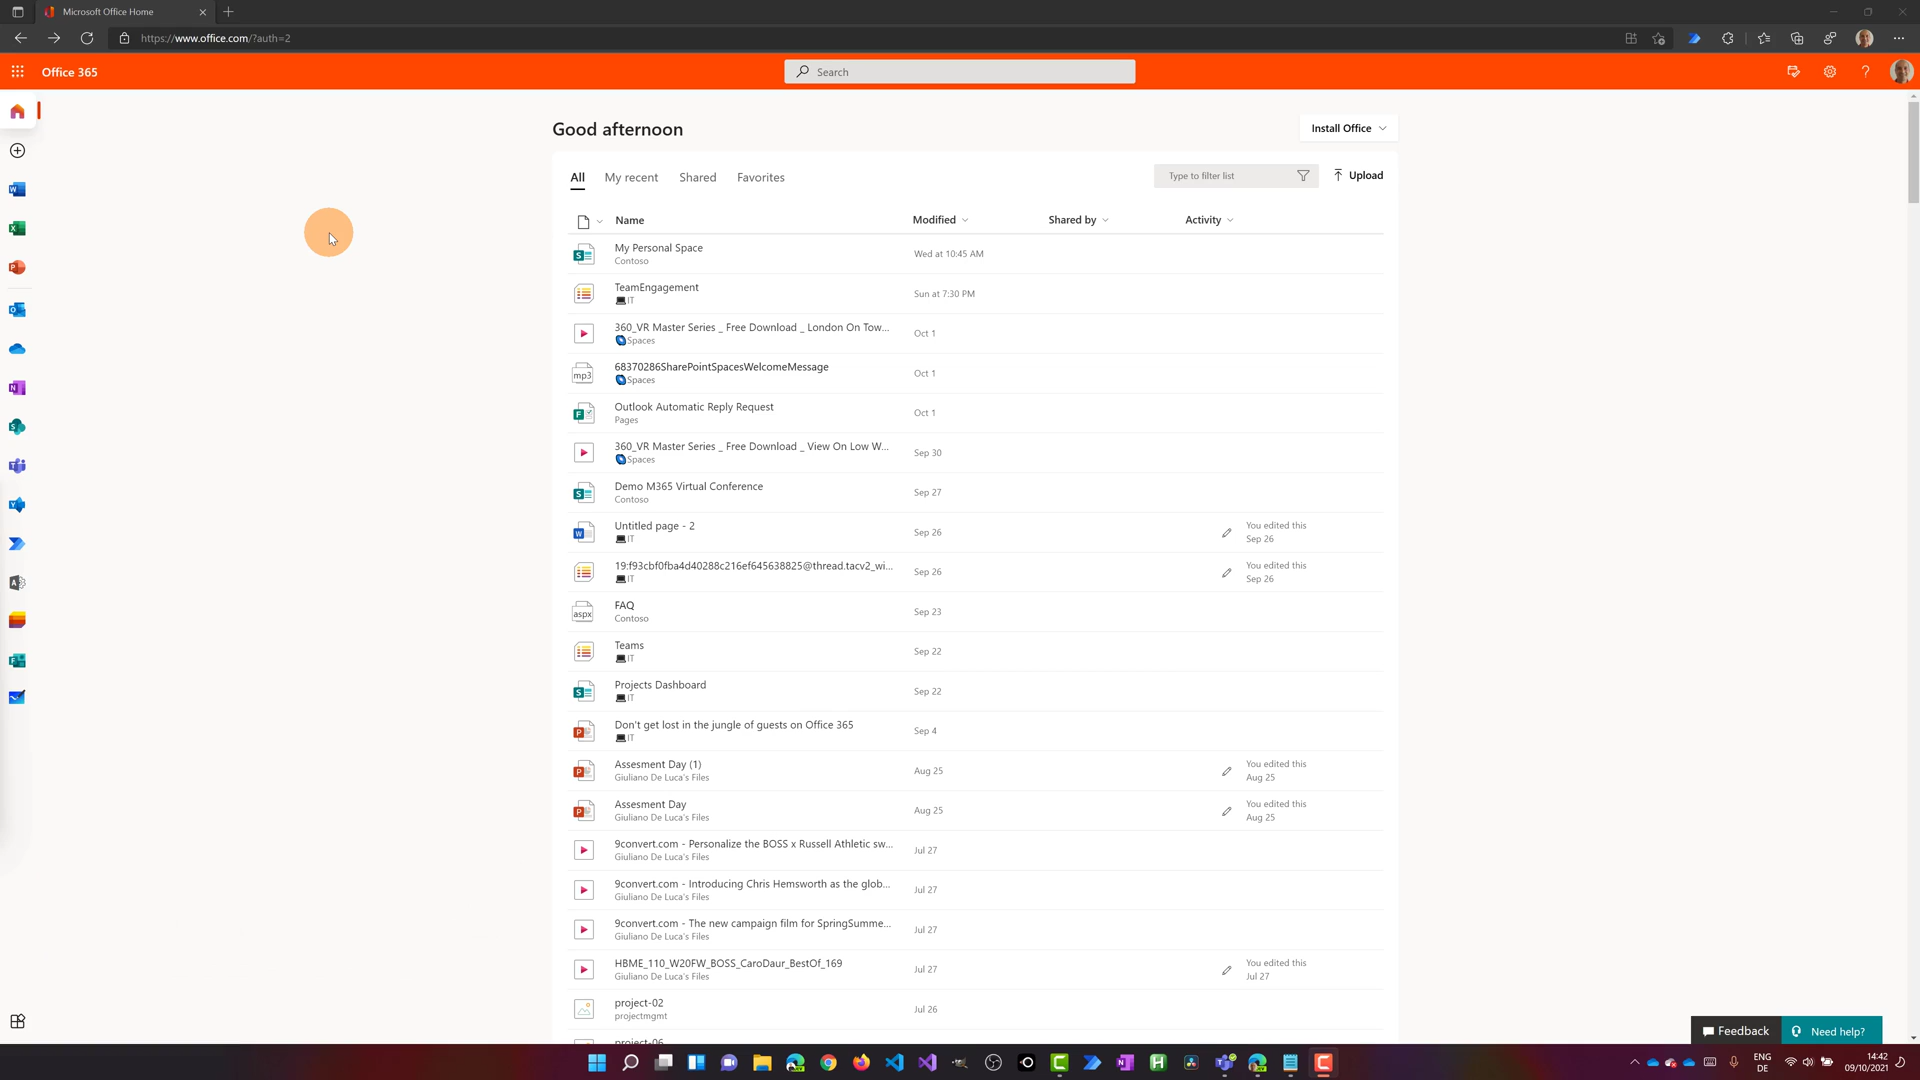 Microsoft Office Home
https://www.office.com/?auth=2
Office 365
Search
Good afternoon
Install Office
All
My recent
Shared
Favorites
Type to filter list
Upload
Name
Modified
Shared by
Activity
My Personal Space
Contoso
Wed at 10:45 AM
TeamEngagement
IT
Sun at 7:30 PM
360_VR Master Series _ Free Download _ London On Tow...
Spaces
Oct 1
mp3
68370286SharePointSpacesWelcomeMessage
Spaces
Oct 1
Outlook Automatic Reply Request
Pages
Oct 1
360_VR Master Series _ Free Download _ View On Low W...
Spaces
Sep 30
Demo M365 Virtual Conference
Contoso
Sep 27
Untitled page - 2
IT
Sep 26
You edited this
Sep 26
19:f93cbf0fba4d40288c216ef645638825@thread.tacv2_wi...
IT
Sep 26
You edited this
Sep 26
aspx
FAQ
Contoso
Sep 23
Teams
IT
Sep 22
Projects Dashboard
IT
Sep 22
Don't get lost in the jungle of guests on Office 365
IT
Sep 4
Assesment Day (1)
Giuliano De Luca's Files
Aug 25
You edited this
Aug 25
Assesment Day
Giuliano De Luca's Files
Aug 25
You edited this
Aug 25
9convert.com - Personalize the BOSS x Russell Athletic sw...
Giuliano De Luca's Files
Jul 27
9convert.com - Introducing Chris Hemsworth as the glob...
Giuliano De Luca's Files
Jul 27
9convert.com - The new campaign film for SpringSumme...
Giuliano De Luca's Files
Jul 27
HBME_110_W20FW_BOSS_CaroDaur_BestOf_169
Giuliano De Luca's Files
Jul 27
You edited this
Jul 27
project-02
projectmgmt
Jul 26
project-06
Feedback
Need help?
ENG
DE
14:42
09/10/2021